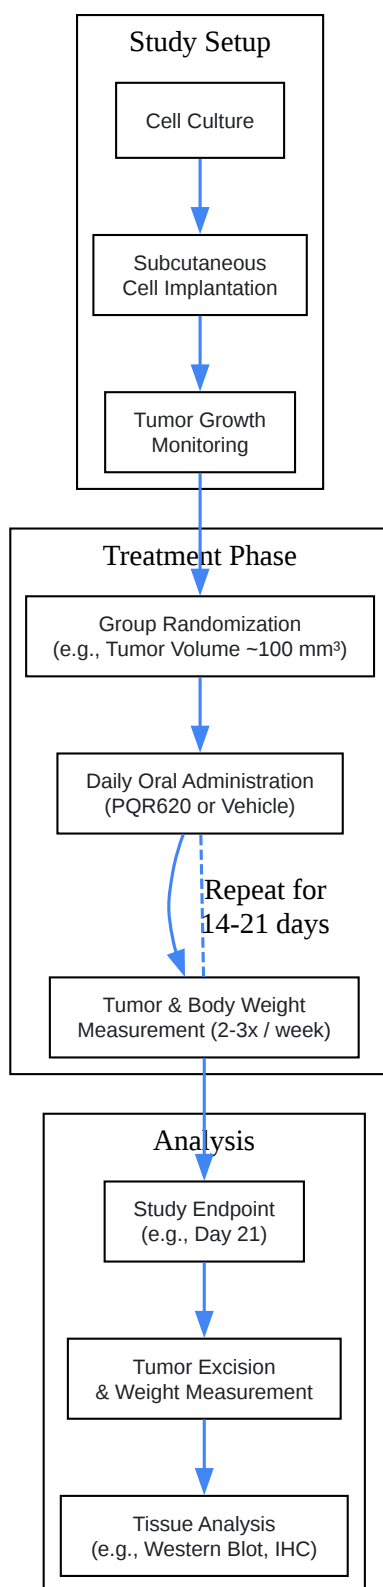 Study Setup
Cell Culture
Subcutaneous
Cell Implantation
Tumor Growth
Monitoring
Treatment Phase
Group Randomization
(e.g., Tumor Volume ~100 mm³)
Daily Oral Administration
(PQR620 or Vehicle)
Repeat for
14-21 days
Tumor & Body Weight
Measurement (2-3x / week)
Analysis
Study Endpoint
(e.g., Day 21)
Tumor Excision
& Weight Measurement
Tissue Analysis
(e.g., Western Blot, IHC)